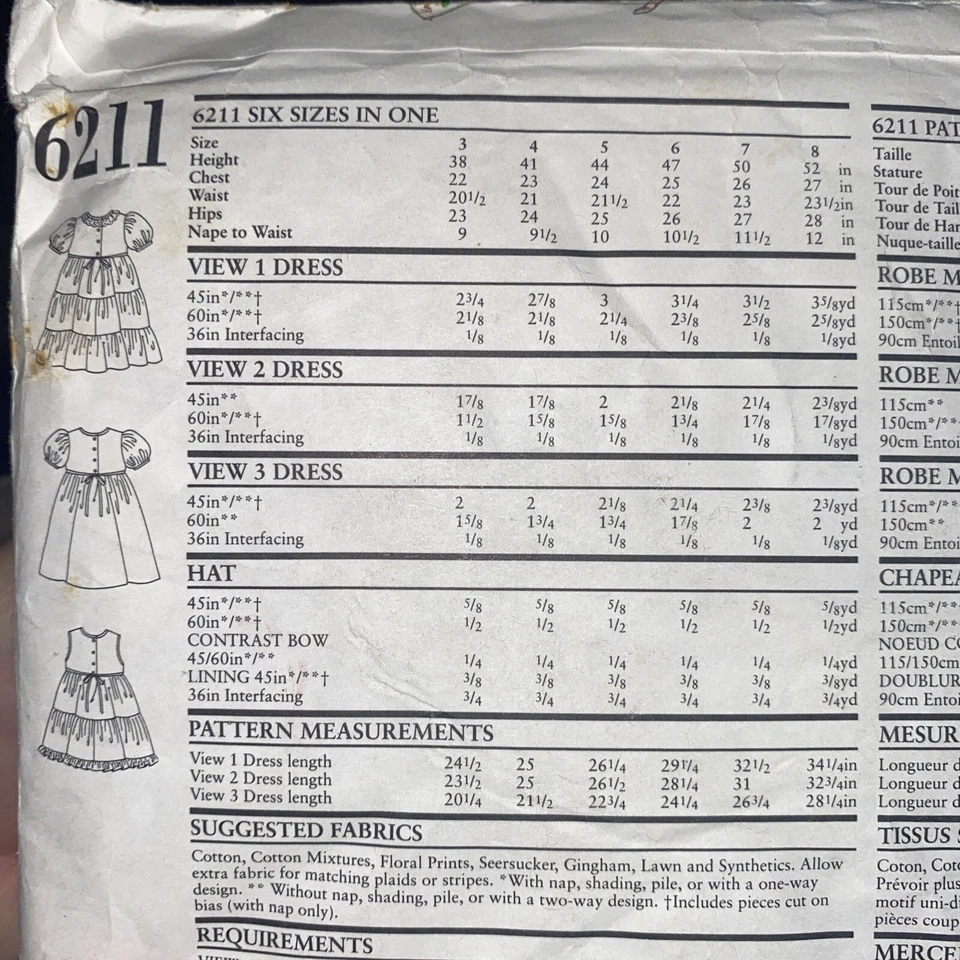 6211
6211 SIX SIZES IN ONE
Size 3 4 5 6 7 8
Height 38 41 44 47 50 52 in
Chest 22 23 24 25 26 27 in
Waist 201/2 21 211/2 22 23 231/2in
Hips 23 24 25 26 27 28 in
Nape to Waist 9 91/2 10 101/2 111/2 12 in
VIEW 1 DRESS
45in*/**† 23/4 27/8 3 31/4 31/2 35/8yd
60in*/**† 21/8 21/8 21/4 23/8 25/8 25/8yd
36in Interfacing 1/8 1/8 1/8 1/8 1/8 1/8yd
VIEW 2 DRESS
45in** 17/8 17/8 2 21/8 21/4 23/8yd
60in*/**† 11/2 15/8 15/8 13/4 17/8 17/8yd
36in Interfacing 1/8 1/8 1/8 1/8 1/8 1/8yd
VIEW 3 DRESS
45in*/**† 2 2 21/8 21/4 23/8 23/8yd
60in** 15/8 13/4 13/4 17/8 2 2 yd
36in Interfacing 1/8 1/8 1/8 1/8 1/8 1/8yd
HAT
45in*/**† 5/8 5/8 5/8 5/8 5/8 5/8yd
60in*/**† 1/2 1/2 1/2 1/2 1/2 1/2yd
CONTRAST BOW
45/60in*/** 1/4 1/4 1/4 1/4 1/4 1/4yd
LINING 45in*/**† 3/8 3/8 3/8 3/8 3/8 3/8yd
36in Interfacing 3/4 3/4 3/4 3/4 3/4 3/4yd
PATTERN MEASUREMENTS
View 1 Dress length 241/2 25 261/4 291/4 321/2 341/4in
View 2 Dress length 231/2 25 261/2 281/4 31 323/4in
View 3 Dress length 201/4 211/2 223/4 241/4 263/4 281/4in
SUGGESTED FABRICS
Cotton, Cotton Mixtures, Floral Prints, Seersucker, Gingham, Lawn and Synthetics. Allow
extra fabric for matching plaids or stripes. *With nap, shading, pile, or with a one-way
design. ** Without nap, shading, pile, or with a two-way design. †Includes pieces cut on
bias (with nap only).
REQUIREMENTS
6211 PAT
Taille
Stature
Tour de Poit
Tour de Tail
Tour de Han
Nuque-taille
ROBE M
115cm*/**†
150cm*/**†
90cm Entoil
ROBE M
115cm**
150cm*/**
90cm Entoi
ROBE M
115cm*/**
150cm**
90cm Entoi
CHAPEA
115cm*/**
150cm*/**
NOEUD CO
115/150cm
DOUBLUR
90cm Entoi
MESUR
Longueur d
Longueur d
Longueur d
TISSUS S
Coton, Coto
Prévoir plus
motif uni-di
pièces coup
MERCE